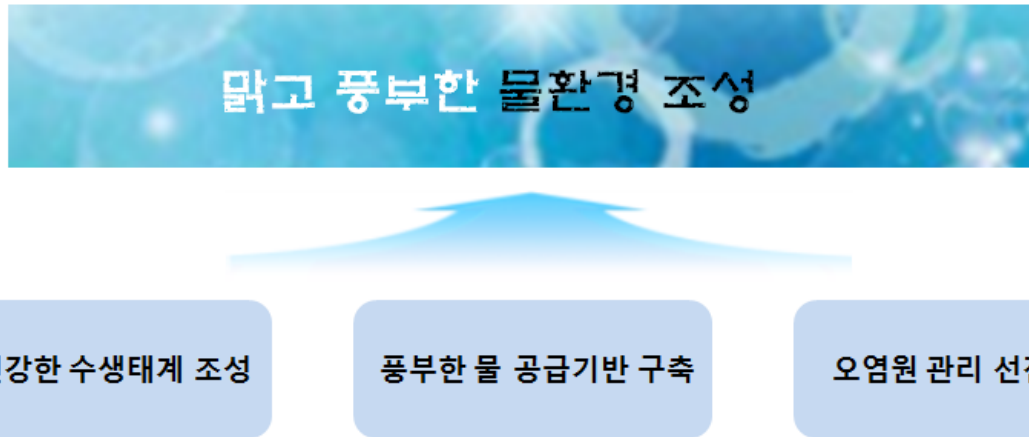 맑고 풍부한 물환경 조성
강한 수생태계 조성
풍부한 물 공급기반 구축
오염원 관리